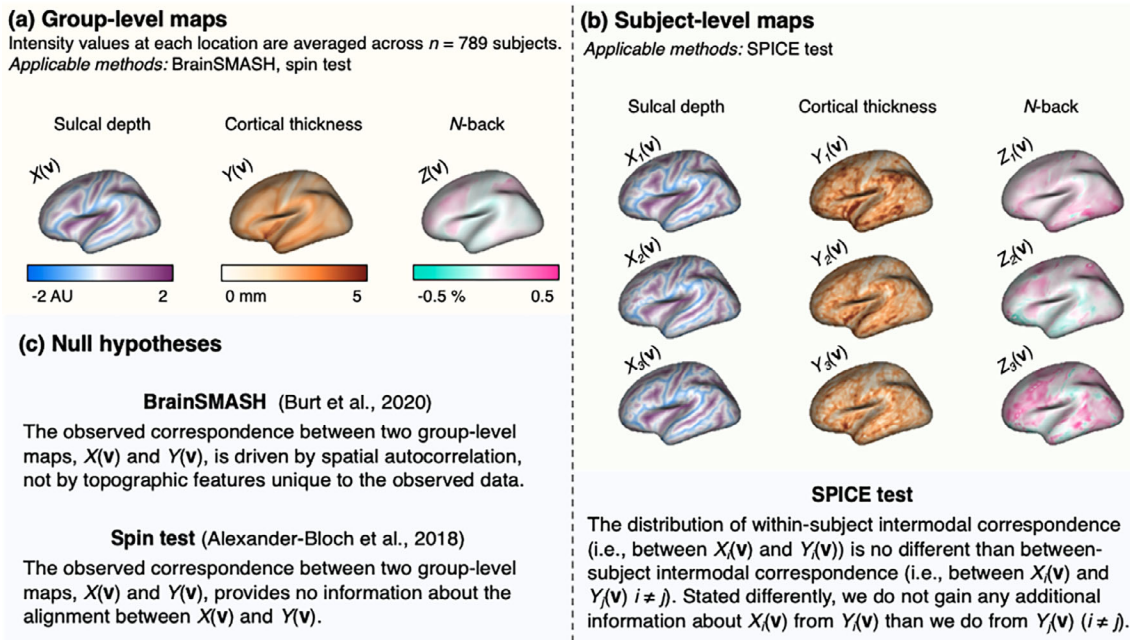 (a) Group-level maps
Intensity values at each location are averaged across n = 789 subjects.
Applicable methods: BrainSMASH, spin test
Sulcal depth
Cortical thickness
N-back
X(v)
Y(v)
Z(v)
-2 AU
2
0 mm
5
-0.5 %
0.5
(c) Null hypotheses
BrainSMASH (Burt et al., 2020)
The observed correspondence between two group-level
maps, X(v) and Y(v), is driven by spatial autocorrelation,
not by topographic features unique to the observed data.
Spin test (Alexander-Bloch et al., 2018)
The observed correspondence between two group-level
maps, X(v) and Y(v), provides no information about the
alignment between X(v) and Y(v).
(b) Subject-level maps
Applicable methods: SPICE test
Sulcal depth
Cortical thickness
N-back
X₁(v)
Y₁(v)
Z₁(v)
X₂(v)
Y₂(v)
Z₂(v)
X₃(v)
Y₃(v)
Z₃(v)
SPICE test
The distribution of within-subject intermodal correspondence
(i.e., between Xᵢ(v) and Yᵢ(v)) is no different than between-
subject intermodal correspondence (i.e., between Xᵢ(v) and
Yⱼ(v) i ≠ j). Stated differently, we do not gain any additional
information about Xᵢ(v) from Yᵢ(v) than we do from Yⱼ(v) (i ≠ j).